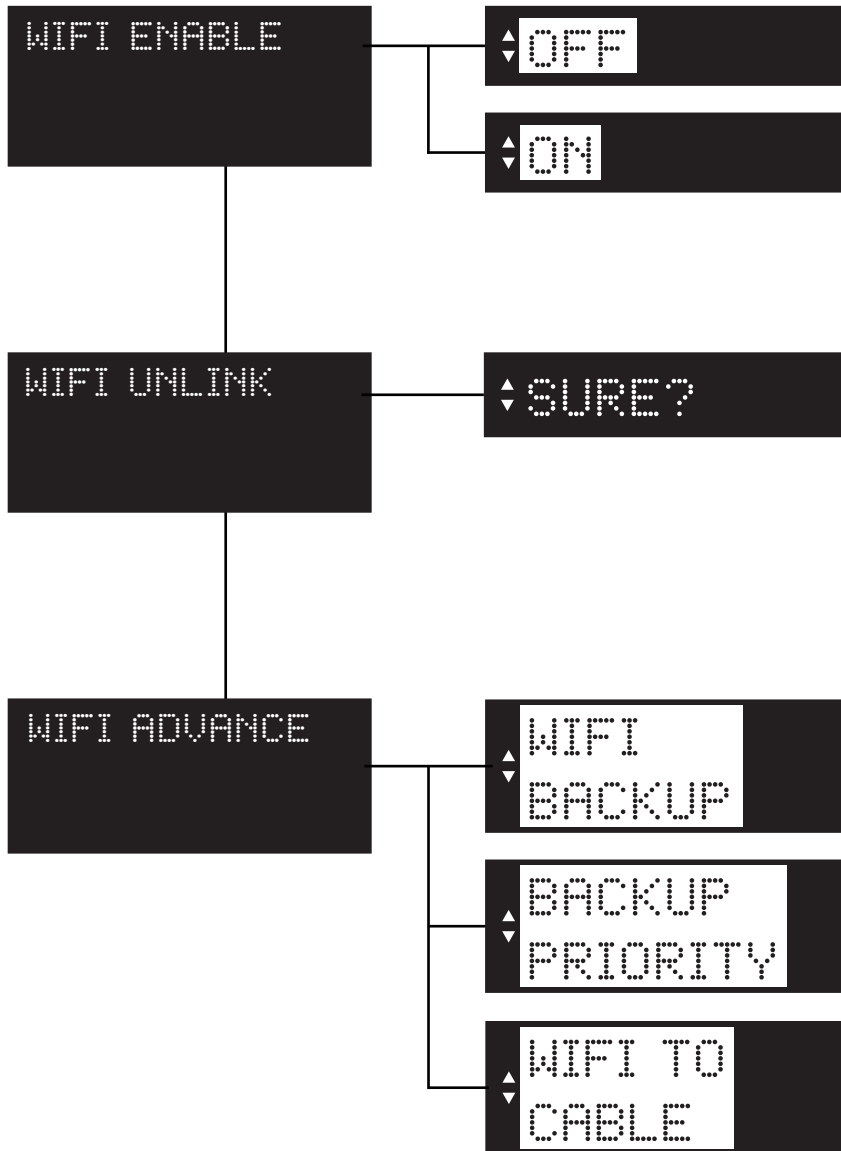 WIFI ENABLE
OFF
ON
WIFI UNLINK
SURE?
WIFI ADVANCE
WIFI
BACKUP
BACKUP
PRIORITY
WIFI TO
CABLE